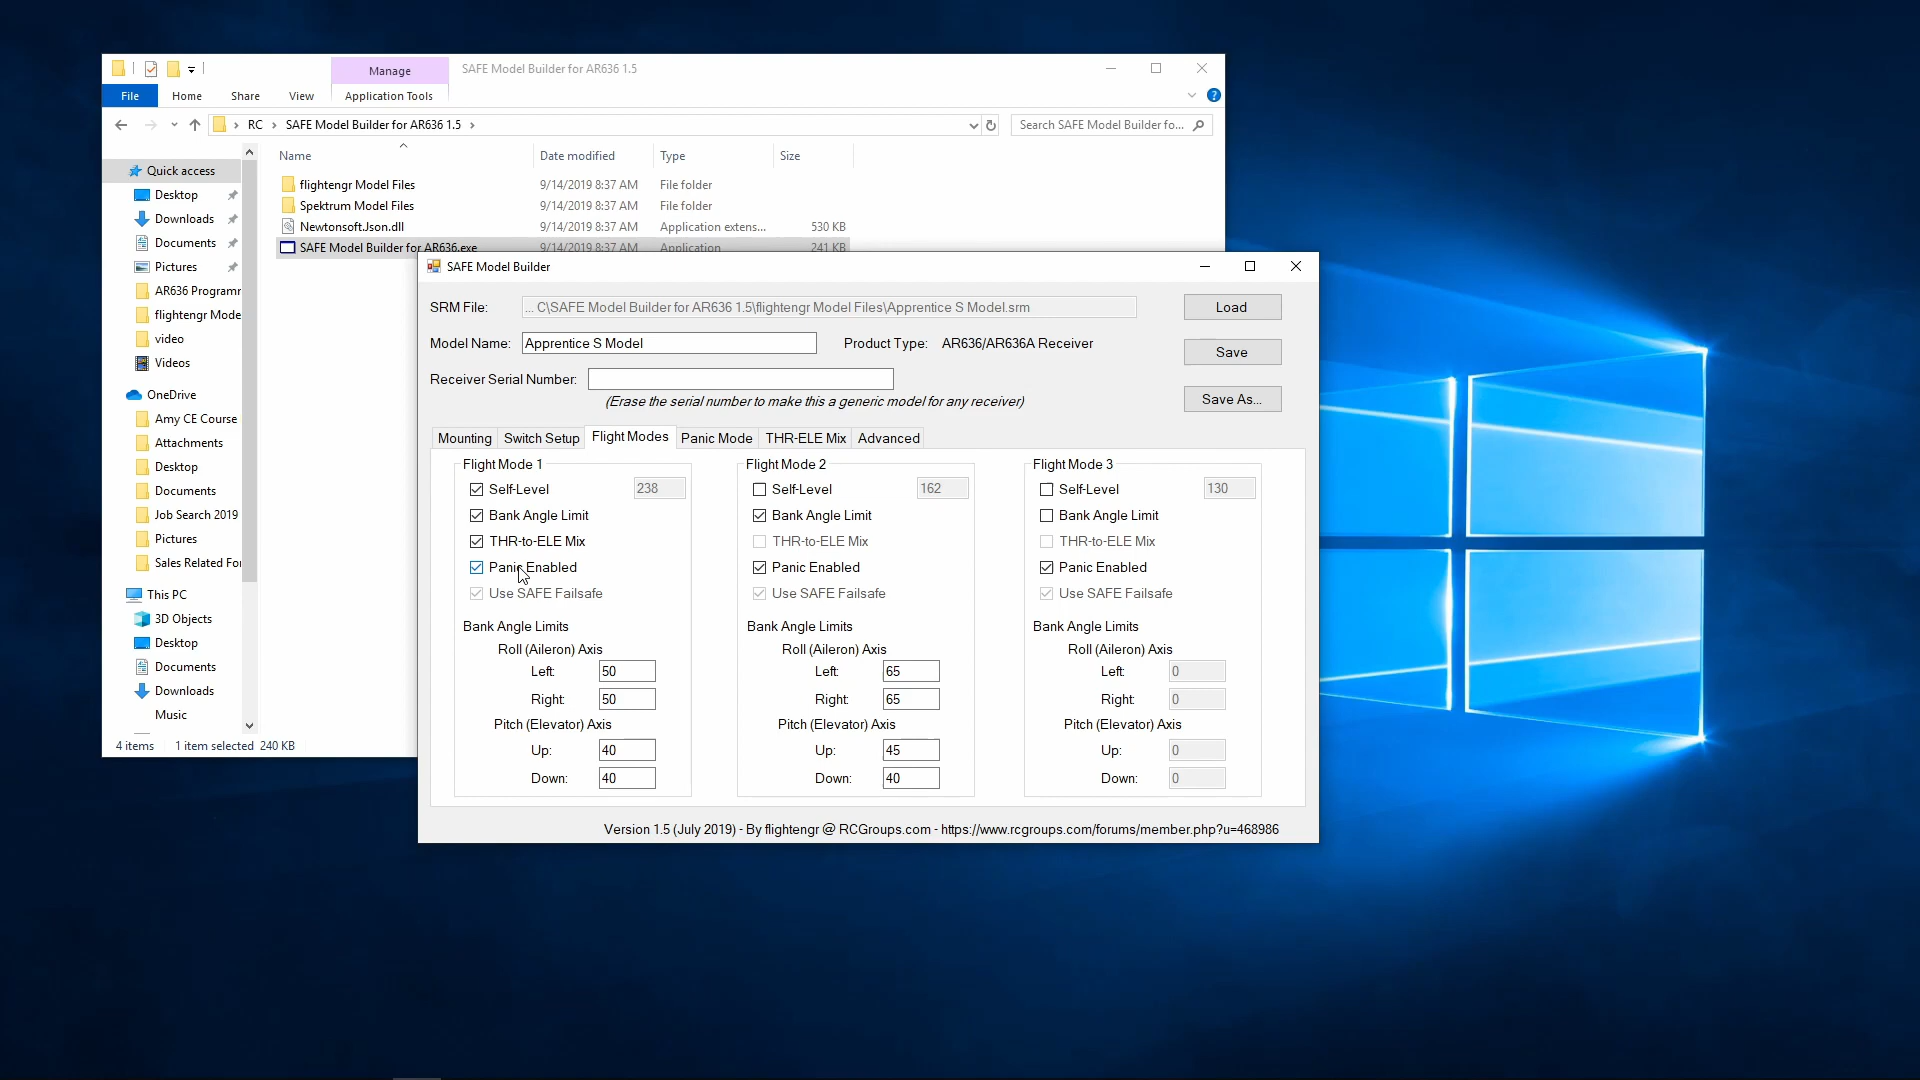 Manage
SAFE Model Builder for AR636 1.5
File
Home
Share
View
Application Tools
RC
SAFE Model Builder for AR636 1.5
Search SAFE Model Builder fo...
Name
Date modified
Type
Size
Quick access
Desktop
Downloads
Documents
Pictures
AR636 Programr
flightengr Mode
video
Videos
OneDrive
Amy CE Course
Attachments
Desktop
Documents
Job Search 2019
Pictures
Sales Related For
This PC
3D Objects
Desktop
Documents
Downloads
Music
flightengr Model Files 9/14/2019 8:37 AM File folder
Spektrum Model Files 9/14/2019 8:37 AM File folder
Newtonsoft.Json.dll 9/14/2019 8:37 AM Application extens... 530 KB
SAFE Model Builder for AR636.exe 9/14/2019 8:37 AM Application 241 KB
4 items 1 item selected 240 KB
SAFE Model Builder
SRM File: ... C\SAFE Model Builder for AR636 1.5\flightengr Model Files\Apprentice S Model.srm Load
Model Name: Apprentice S Model Product Type: AR636/AR636A Receiver Save
Receiver Serial Number:
(Erase the serial number to make this a generic model for any receiver) Save As...
Mounting Switch Setup Flight Modes Panic Mode THR-ELE Mix Advanced
Flight Mode 1
Self-Level 238
Bank Angle Limit
THR-to-ELE Mix
Panic Enabled
Use SAFE Failsafe
Bank Angle Limits
Roll (Aileron) Axis
Left: 50
Right: 50
Pitch (Elevator) Axis
Up: 40
Down: 40
Flight Mode 2
Self-Level 162
Bank Angle Limit
THR-to-ELE Mix
Panic Enabled
Use SAFE Failsafe
Bank Angle Limits
Roll (Aileron) Axis
Left: 65
Right: 65
Pitch (Elevator) Axis
Up: 45
Down: 40
Flight Mode 3
Self-Level 130
Bank Angle Limit
THR-to-ELE Mix
Panic Enabled
Use SAFE Failsafe
Bank Angle Limits
Roll (Aileron) Axis
Left: 0
Right: 0
Pitch (Elevator) Axis
Up: 0
Down: 0
Version 1.5 (July 2019) - By flightengr @ RCGroups.com - https://www.rcgroups.com/forums/member.php?u=468986